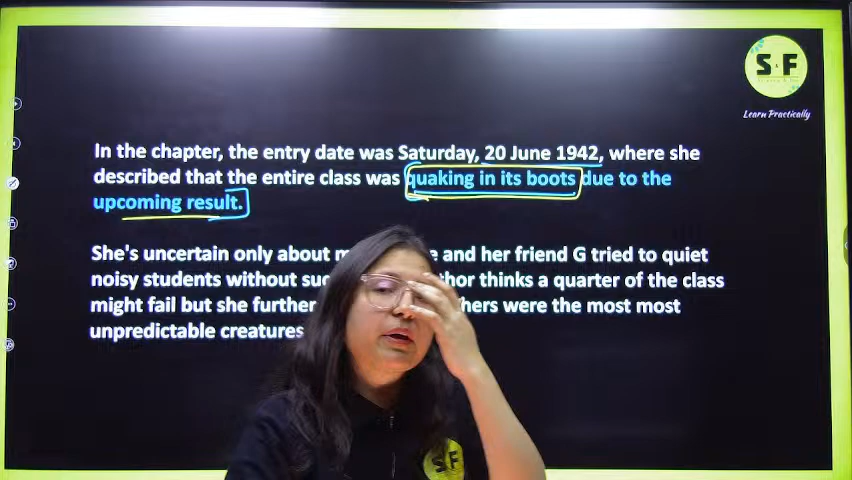 S F
Learn Practically
In the chapter, the entry date was Saturday, 20 June 1942, where she
described that the entire class was quaking in its boots due to the
upcoming result.
She's uncertain only about m e and her friend G tried to quiet
noisy students without suc thor thinks a quarter of the class
might fail but she further hers were the most most
unpredictable creatures
S F